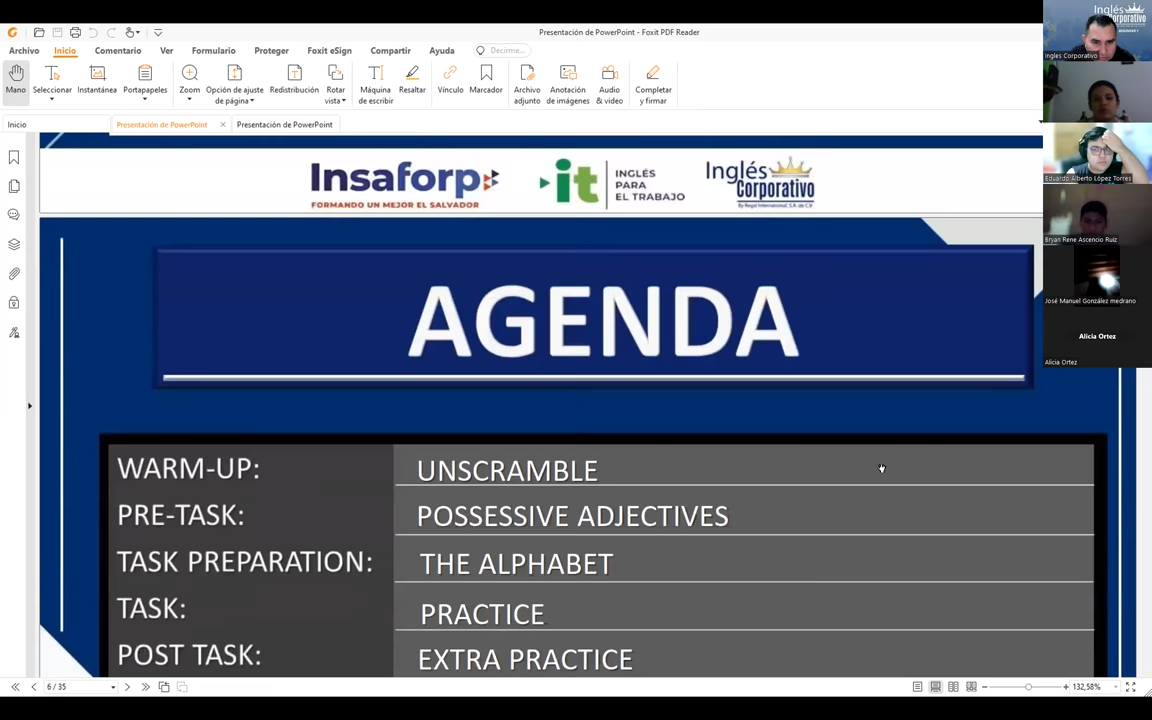 Presentación de PowerPoint - Foxit PDF Reader
Archivo Inicio Comentario Ver Formulario Proteger Foxit eSign Compartir Ayuda Decirme...
Mano Seleccionar Instantánea Portapapeles Zoom Opción de ajuste de página Redistribución Rotar vista Máquina de escribir Resaltar Vínculo Marcador Archivo adjunto Anotación de imágenes Audio & video Completar y firmar
Inicio Presentación de PowerPoint Presentación de PowerPoint
Insaforp
FORMANDO UN MEJOR EL SALVADOR
it
INGLÉS
PARA
EL TRABAJO
Inglés
Corporativo
By Regal International, S.A. de C.V.
AGENDA
WARM-UP: UNSCRAMBLE
PRE-TASK: POSSESSIVE ADJECTIVES
TASK PREPARATION: THE ALPHABET
TASK: PRACTICE
POST TASK: EXTRA PRACTICE
6 / 35
132,58%
Inglés
Corporativo
BEGINNER 1
Ingles Corporativo
Eduardo Alberto López Torres
Bryan Rene Ascencio Ruiz
José Manuel González medrano
Alicia Ortez
Alicia Ortez